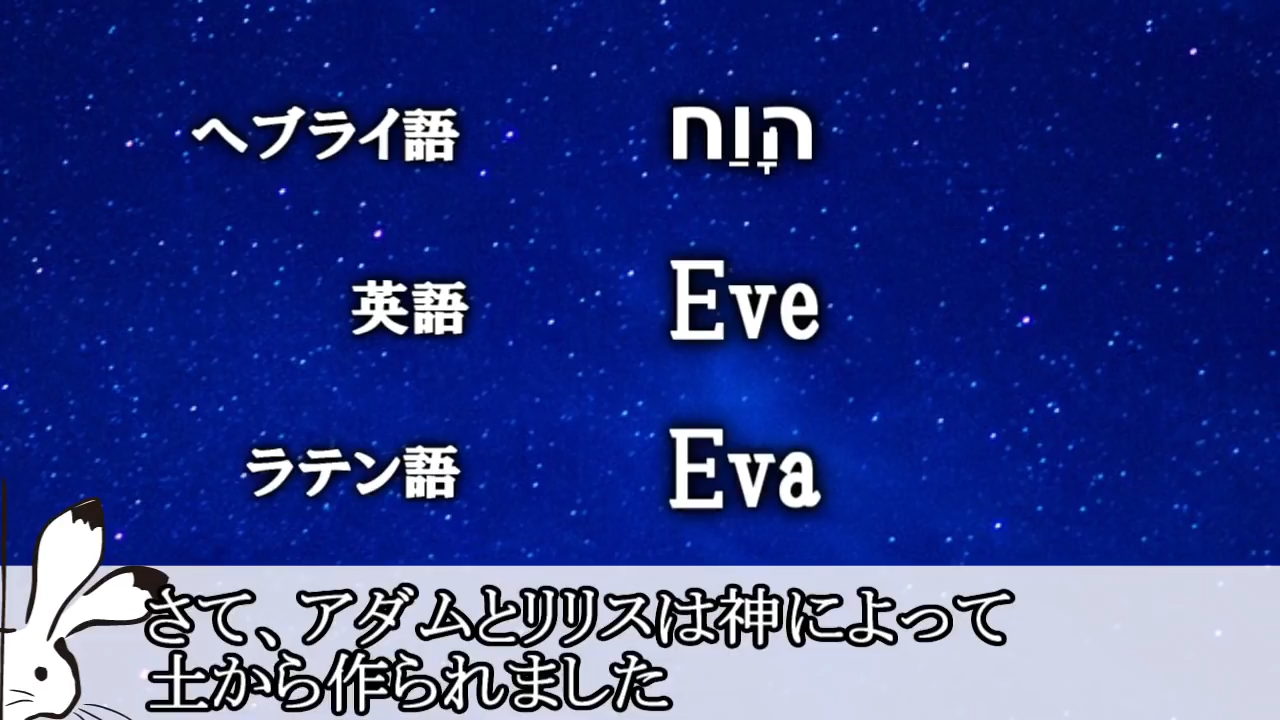 ヘブライ語 הָוַח
英語 Eve
ラテン語 Eva
さて、アダムとリリスは神によって
土から作られました